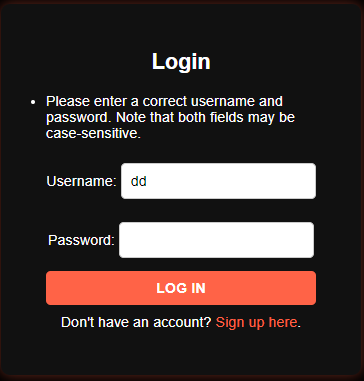 Login
• Please enter a correct username and
password. Note that both fields may be
case-sensitive.
Username: dd
Password:
LOG IN
Don't have an account? Sign up here.